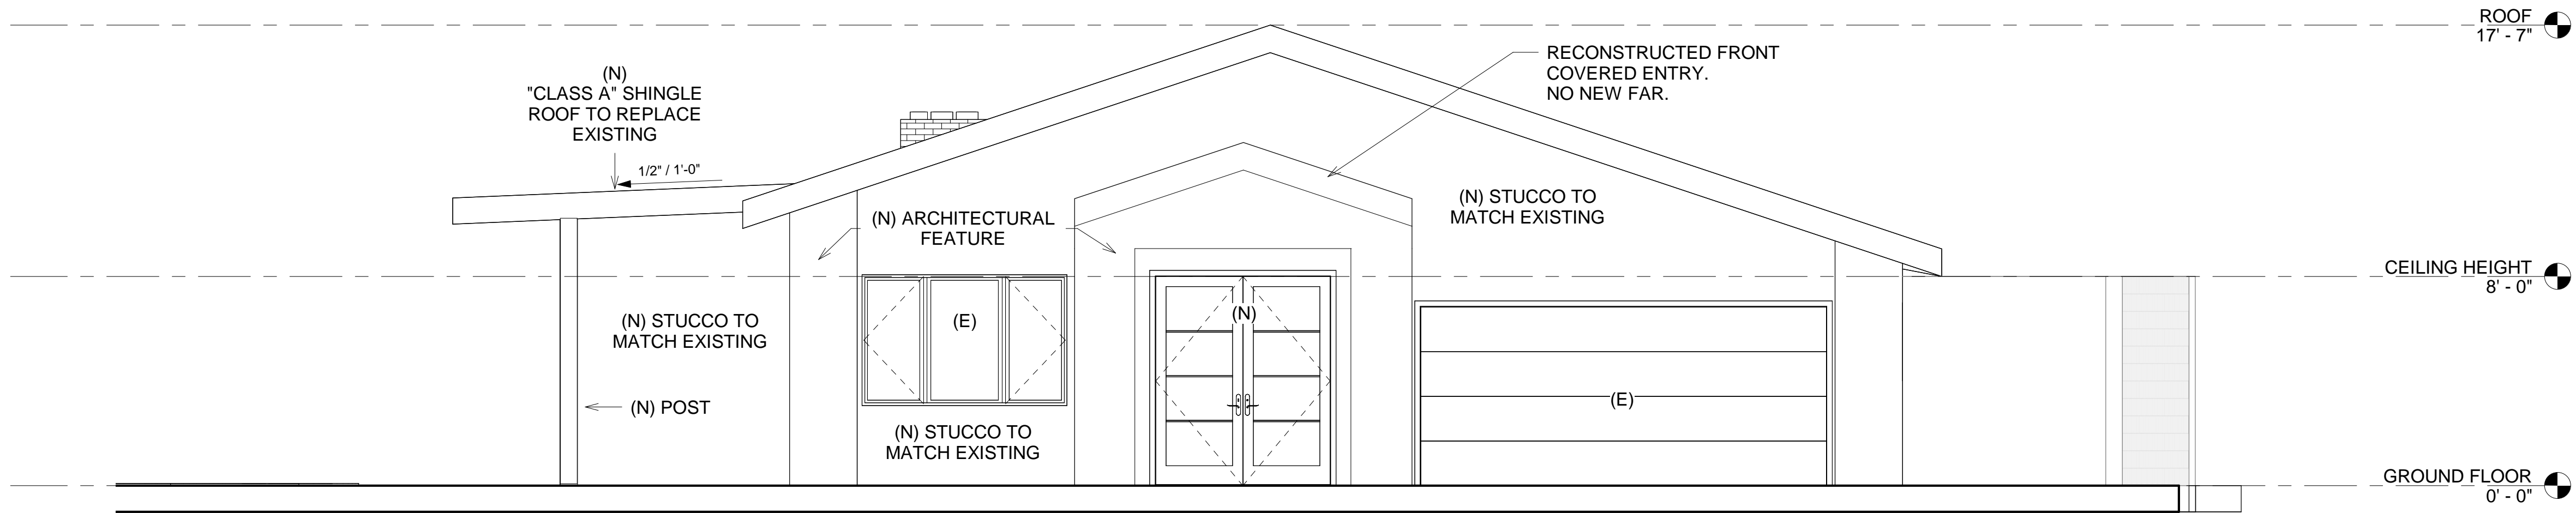 ROOF
17' - 7"
(N)
"CLASS A" SHINGLE
ROOF TO REPLACE
EXISTING
1/2" / 1'-0"
RECONSTRUCTED FRONT
COVERED ENTRY.
NO NEW FAR.
(N) ARCHITECTURAL
FEATURE
(N) STUCCO TO
MATCH EXISTING
CEILING HEIGHT
8' - 0"
(N) STUCCO TO
MATCH EXISTING
(E)
(N)
(N) POST
(E)
(N) STUCCO TO
MATCH EXISTING
GROUND FLOOR
0' - 0"